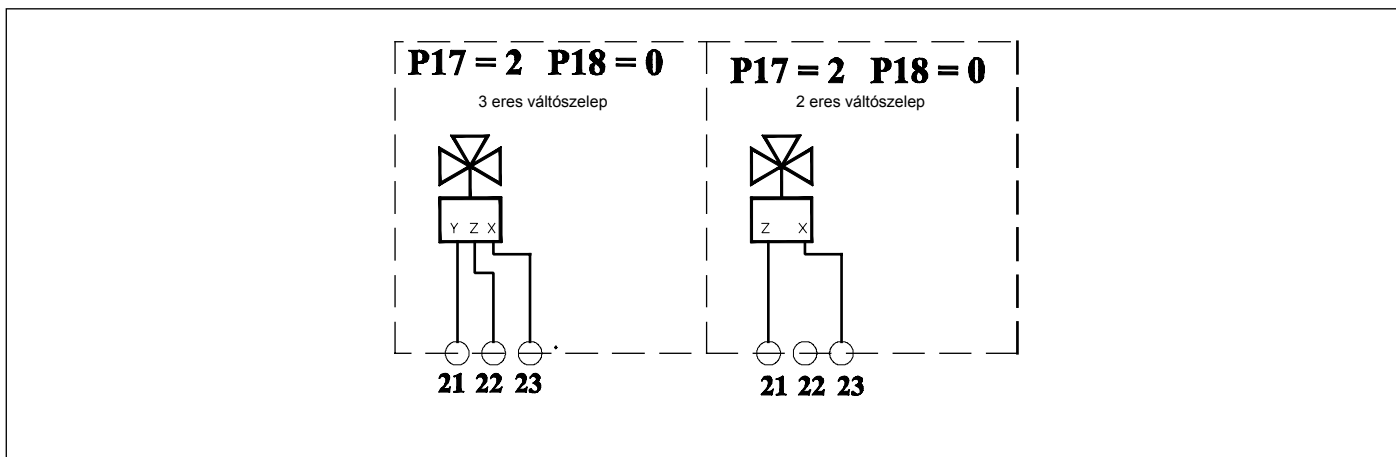 P17 = 2 P18 = 0
3 eres váltószelep
Y Z X
21 22 23
P17 = 2 P18 = 0
2 eres váltószelep
Z X
21 22 23